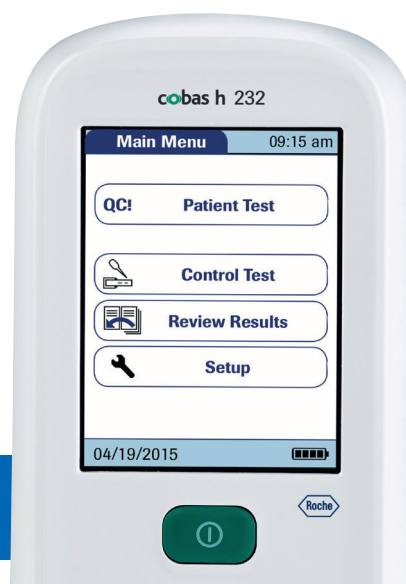 cobas h 232
Main Menu 09:15 am
QC! Patient Test
Control Test
Review Results
Setup
04/19/2015
Roche